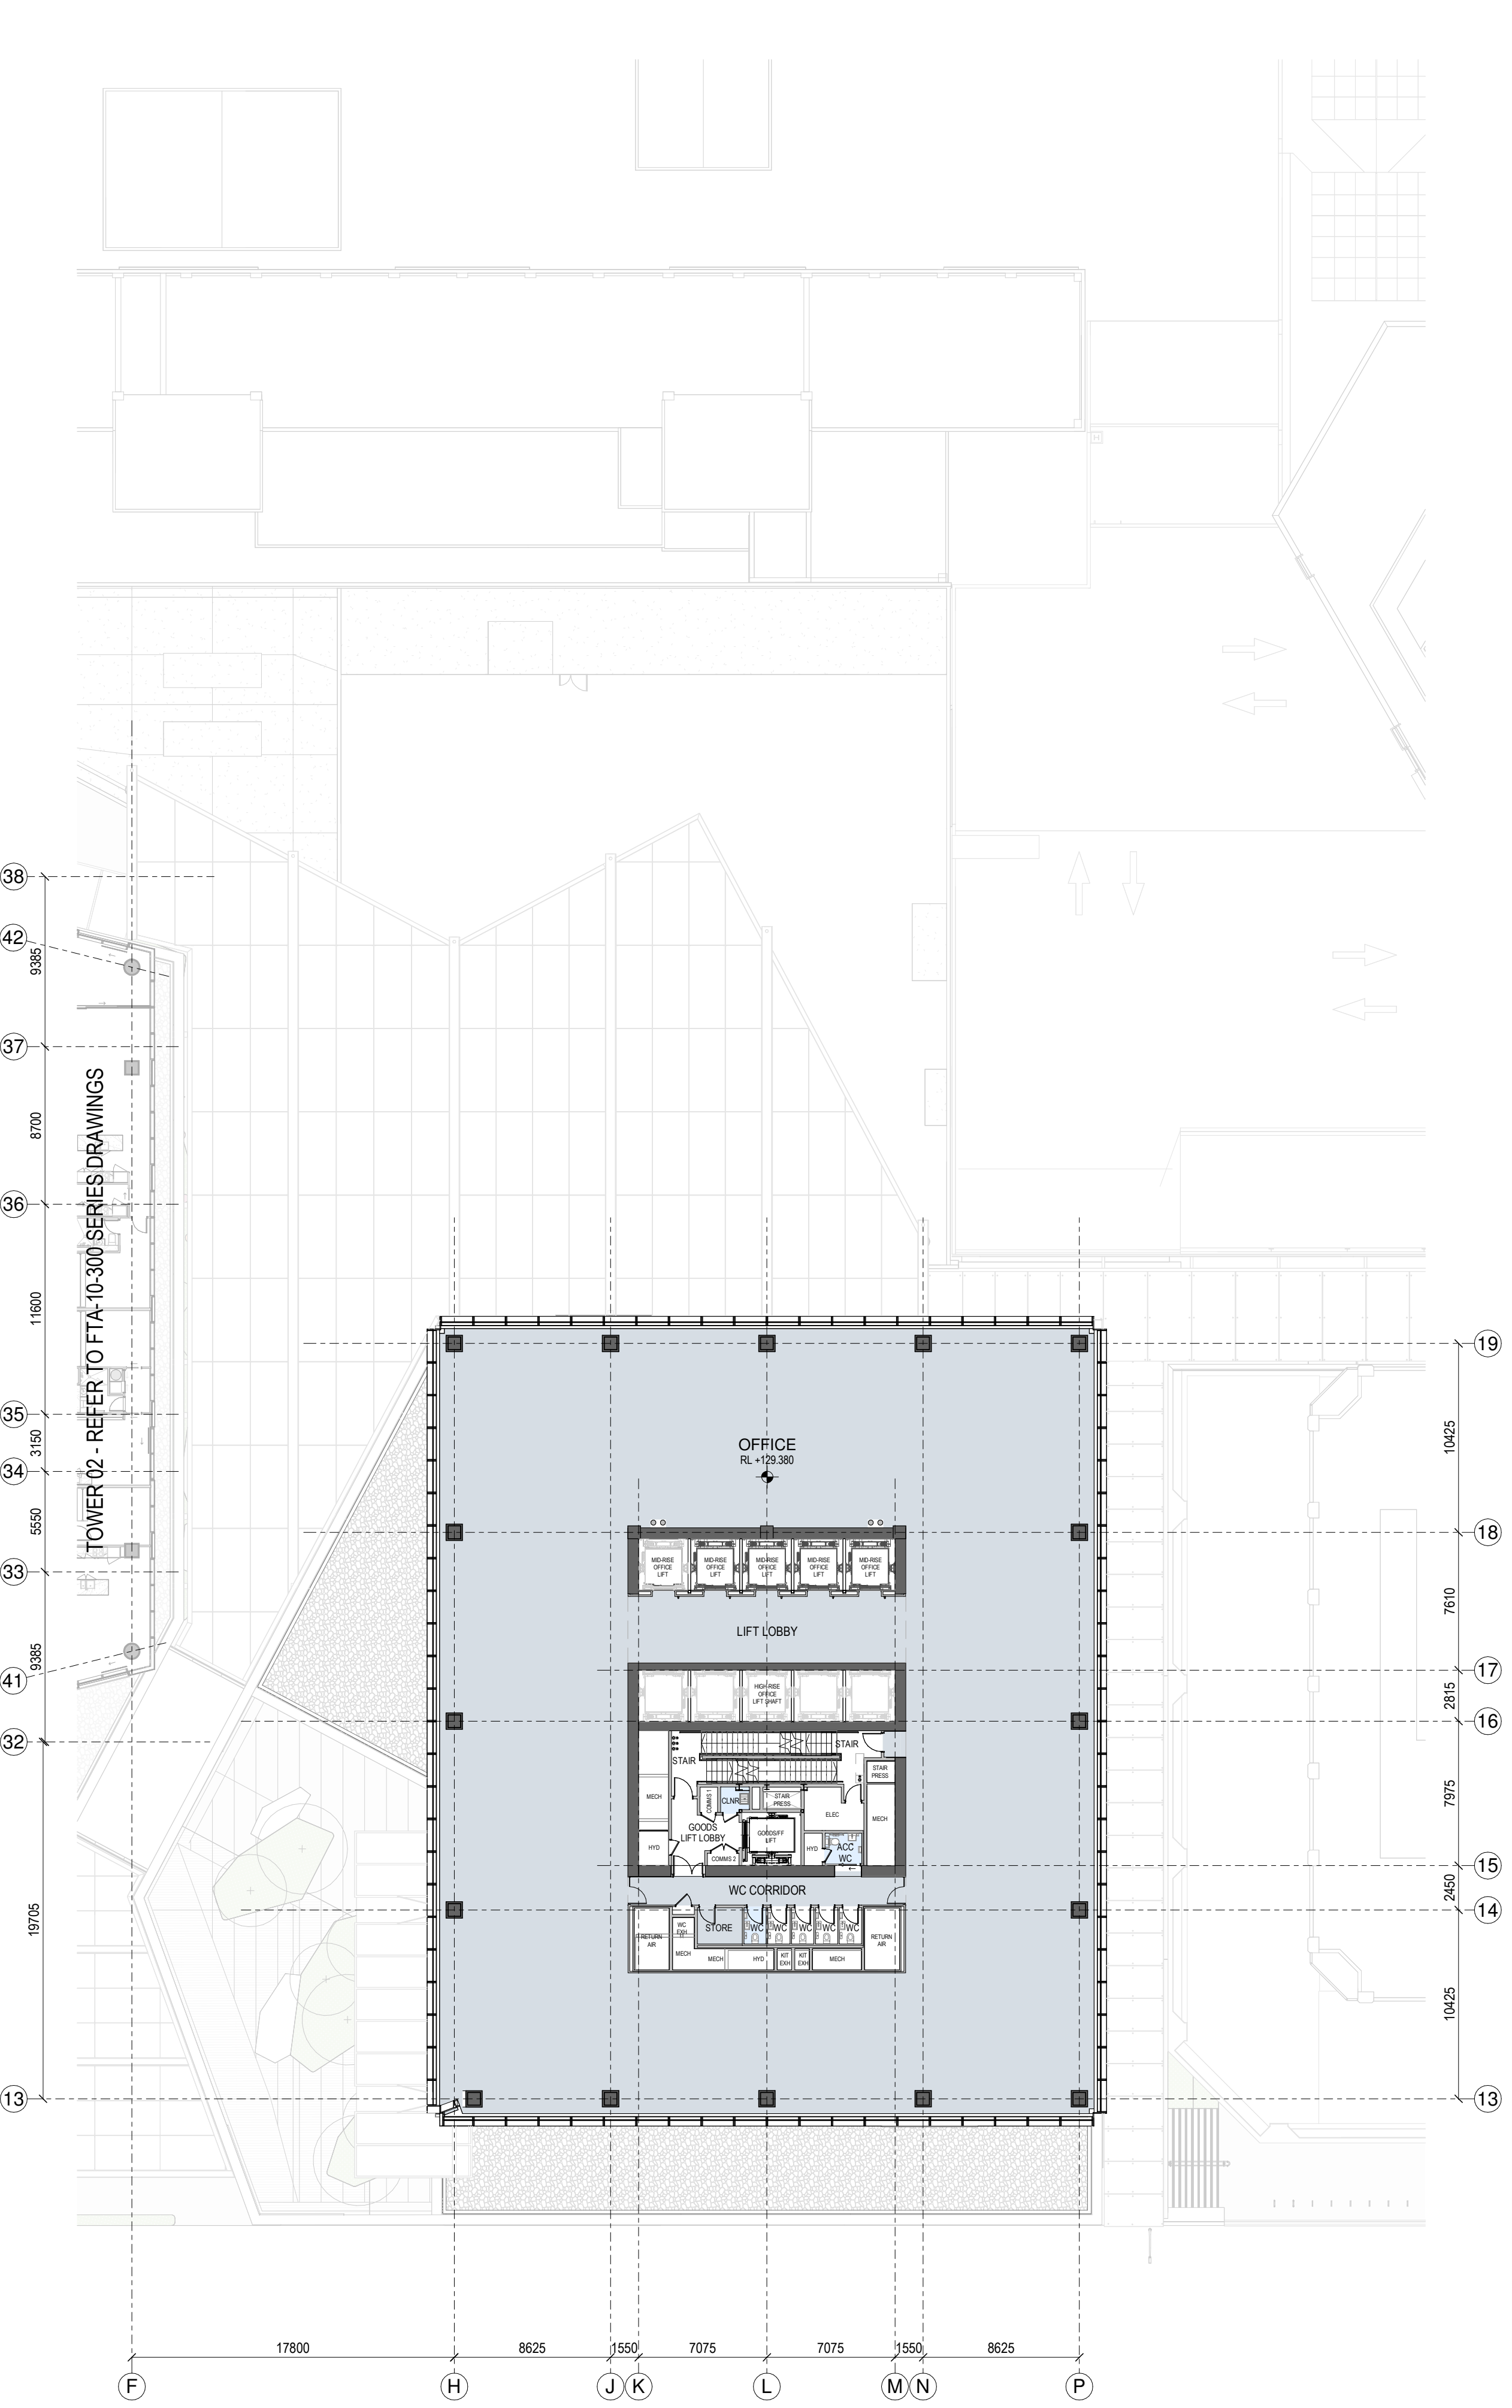 38
42
9385
37
8700
36
11600
35
3150
34
5550
33
9385
41
32
19705
13
TOWER 02 - REFER TO FTA-10-300 SERIES DRAWINGS
19
10425
18
7610
17
2815
16
7975
15
2450
14
10425
13
OFFICE
RL +129.380
MID-RISE
OFFICE
LIFT
MID-RISE
OFFICE
LIFT
MID-RISE
OFFICE
LIFT
MID-RISE
OFFICE
LIFT
MID-RISE
OFFICE
LIFT
LIFT LOBBY
HIGH-RISE
OFFICE
LIFT SHAFT
STAIR
STAIR
STAIR
PRESS
MECH
COMMS 1
CLNR
STAIR
PRESS
ELEC
MECH
GOODS
LIFT LOBBY
GOODS/FF
LIFT
HYD
COMMS 2
HYD
ACC
WC
WC CORRIDOR
RETURN
AIR
WC
EXH
STORE
WC
WC
WC
WC
WC
RETURN
AIR
MECH
MECH
HYD
KIT
EXH
KIT
EXH
MECH
17800
8625
1550
7075
7075
1550
8625
F
H
J
K
L
M
N
P